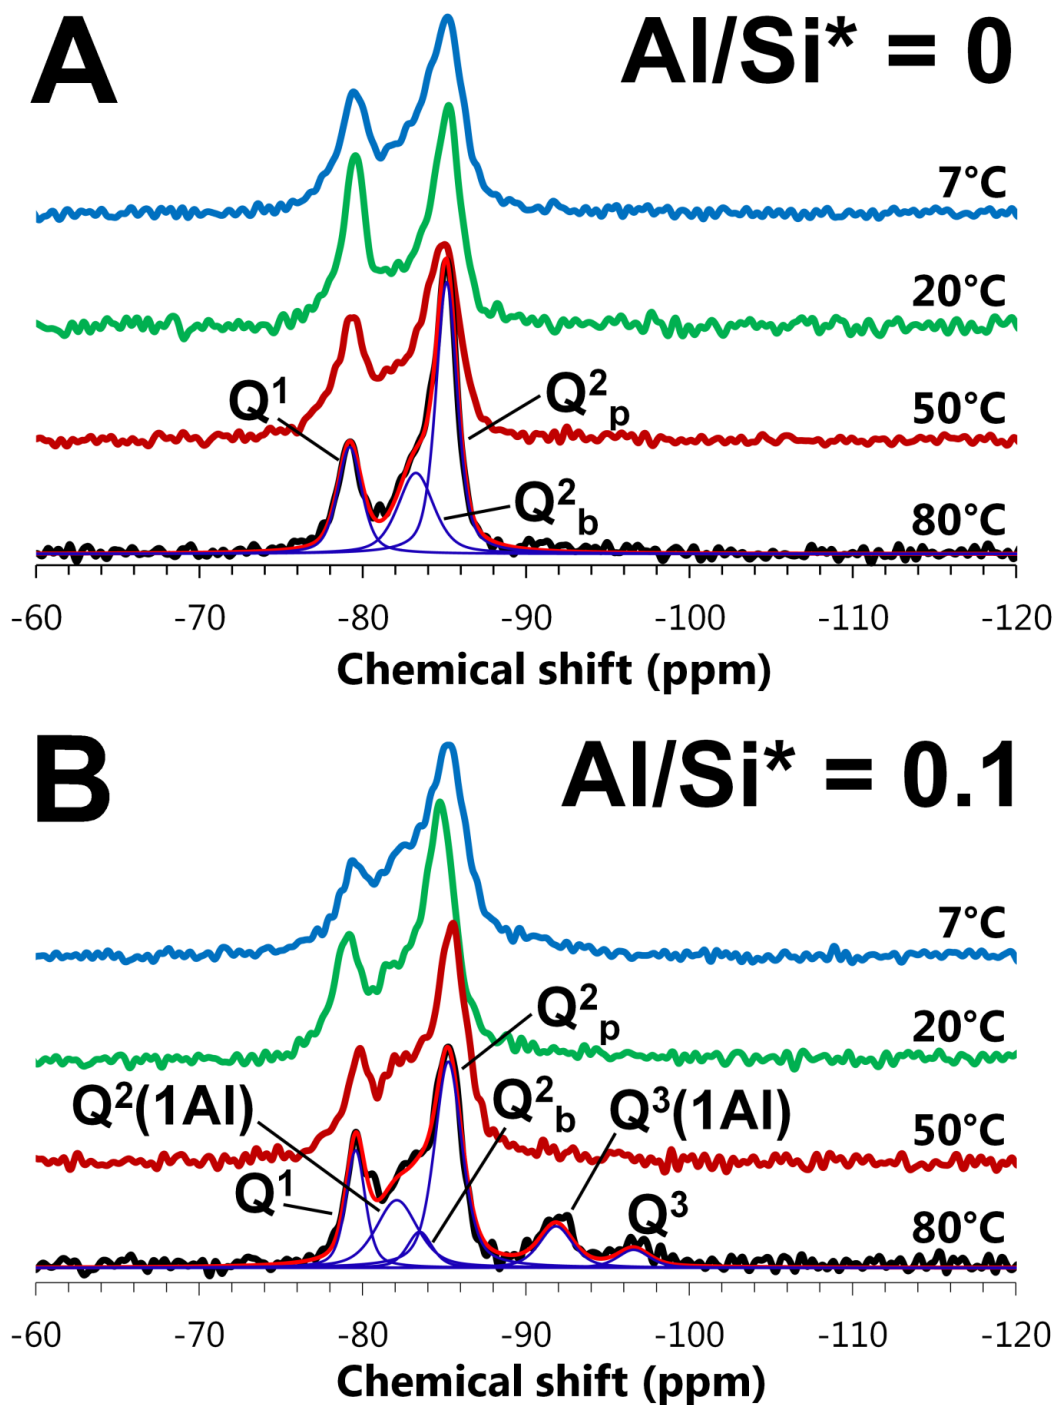 A Al/Si* = 0
7°C
20°C
50°C
Q¹ Q²p
Q²b
80°C
-60 -70 -80 -90 -100 -110 -120
Chemical shift (ppm)
B Al/Si* = 0.1
7°C
20°C
Q²p
Q²(1Al) Q²b Q³(1Al)
50°C
Q¹ Q³
80°C
-60 -70 -80 -90 -100 -110 -120
Chemical shift (ppm)